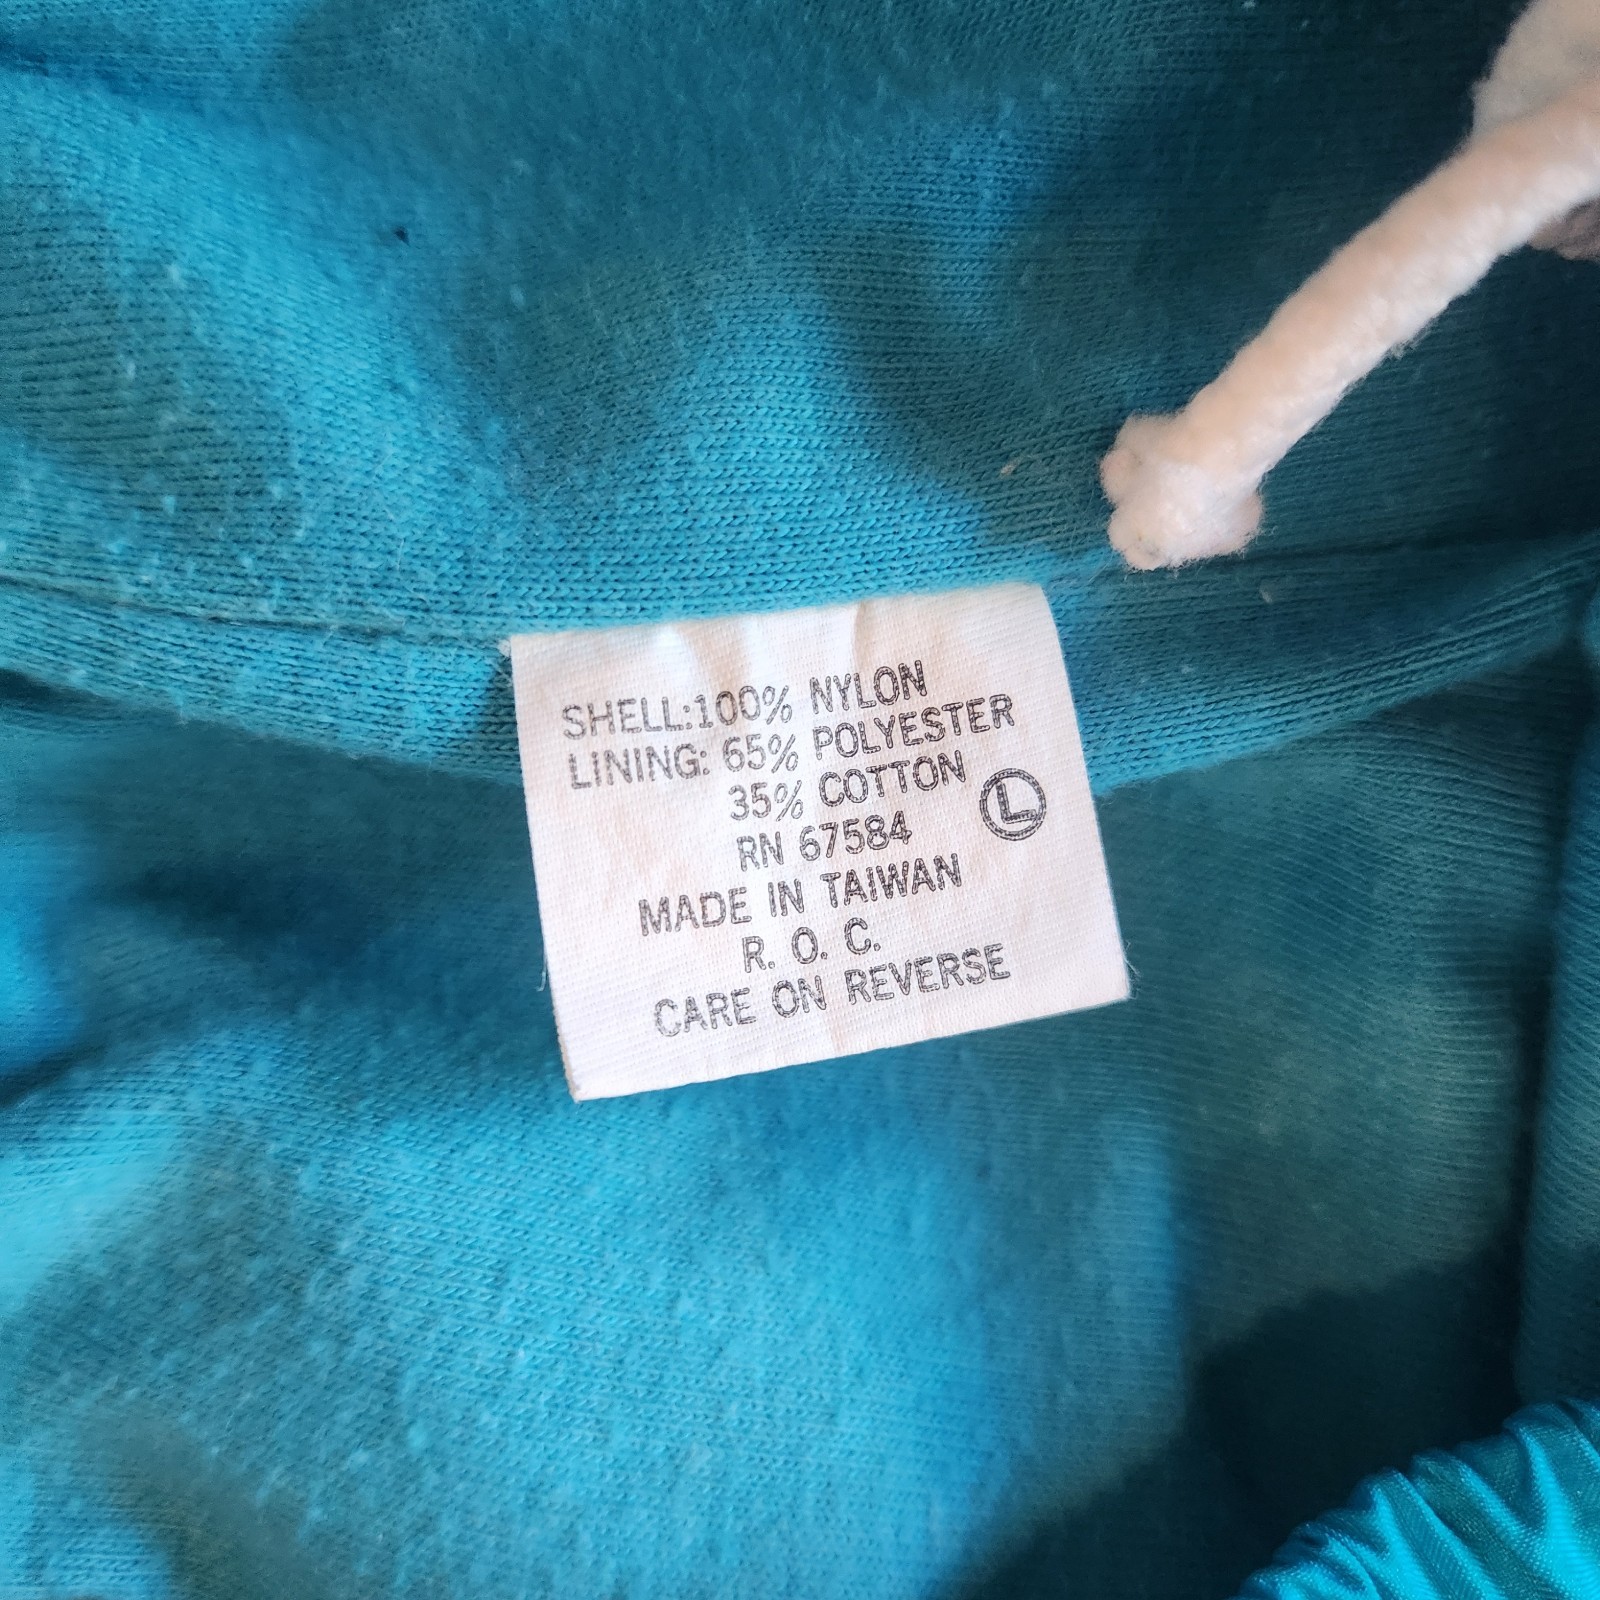 SHELL:100% NYLON
LINING: 65% POLYESTER
35% COTTON
L
RN 67584
MADE IN TAIWAN
R. O. C.
CARE ON REVERSE